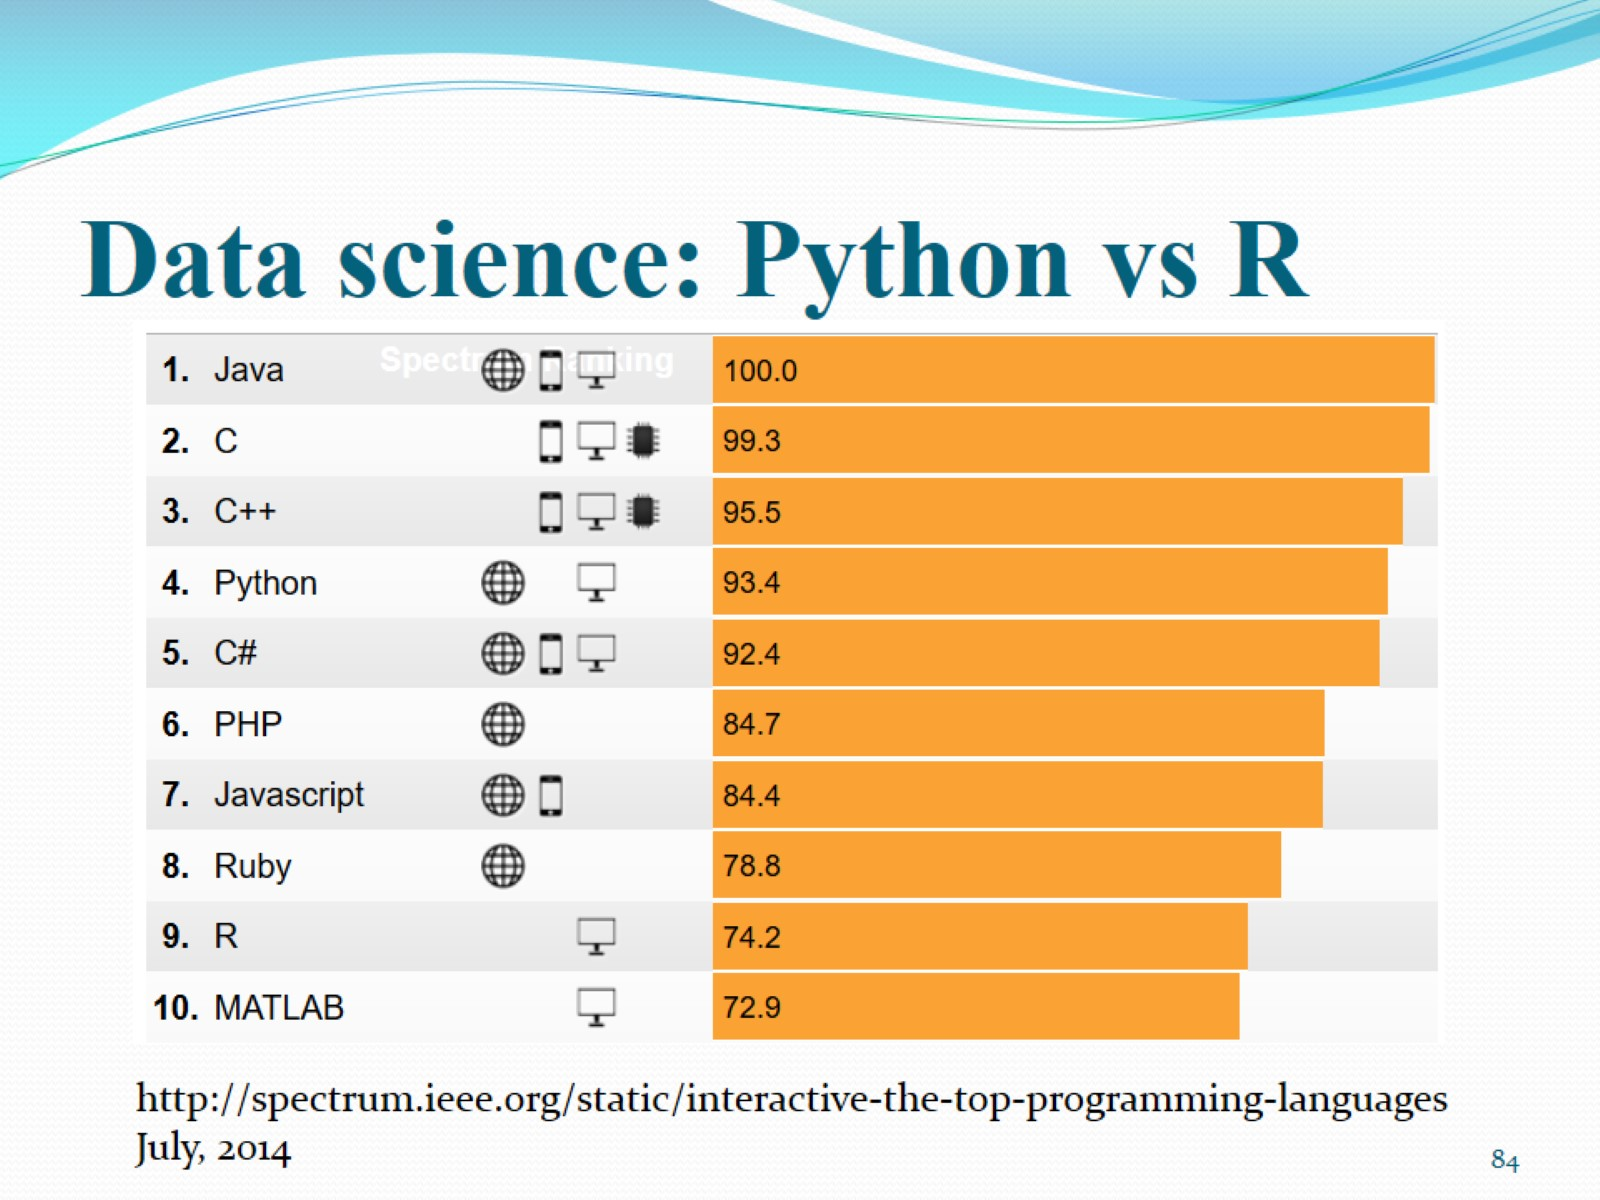 Data science: Python vs R
Spectrum Ranking
1. Java 100.0
2. C 99.3
3. C++ 95.5
4. Python 93.4
5. C# 92.4
6. PHP 84.7
7. Javascript 84.4
8. Ruby 78.8
9. R 74.2
10. MATLAB 72.9
http://spectrum.ieee.org/static/interactive-the-top-programming-languages
July, 2014
84